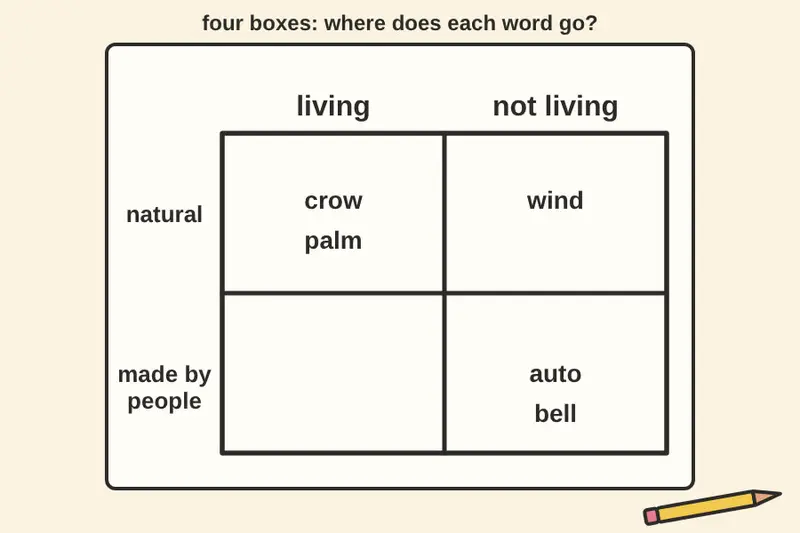 four boxes: where does each word go?
living
not living
natural
crow
palm
wind
made by
people
auto
bell